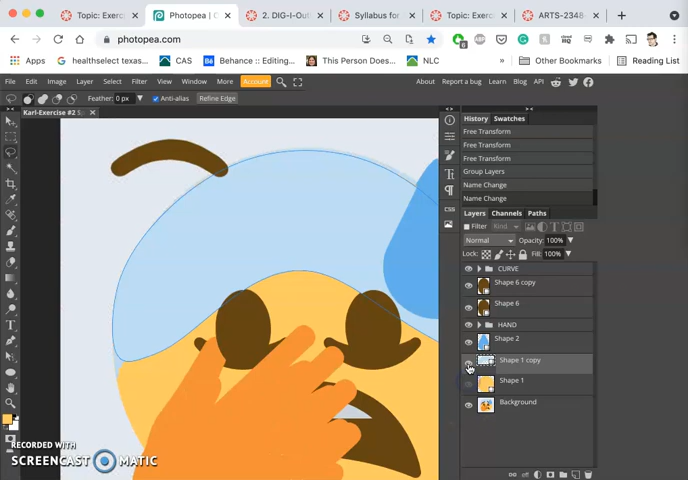 Topic: Exerc
Photopea
2. DIG-I-Out
Syllabus for
Topic: Exerc
ARTS-2348-
photopea.com
Apps
healthselect texas...
CAS
Behance :: Editing...
This Person Does...
NLC
Other Bookmarks
Reading List
File Edit Image Layer Select Filter View Window More Account
About Report a bug Learn Blog API
Feather: 0 px Anti-alias Refine Edge
Karl-Exercise #2
History Swatches
Free Transform
Free Transform
Free Transform
Group Layers
Name Change
Name Change
Layers Channels Paths
Filter Kind
Normal Opacity: 100%
Lock: Fill: 100%
CURVE
Shape 6 copy
Shape 6
HAND
Shape 2
Shape 1 copy
Shape 1
Background
CSS
RECORDED WITH
SCREENCAST MATIC